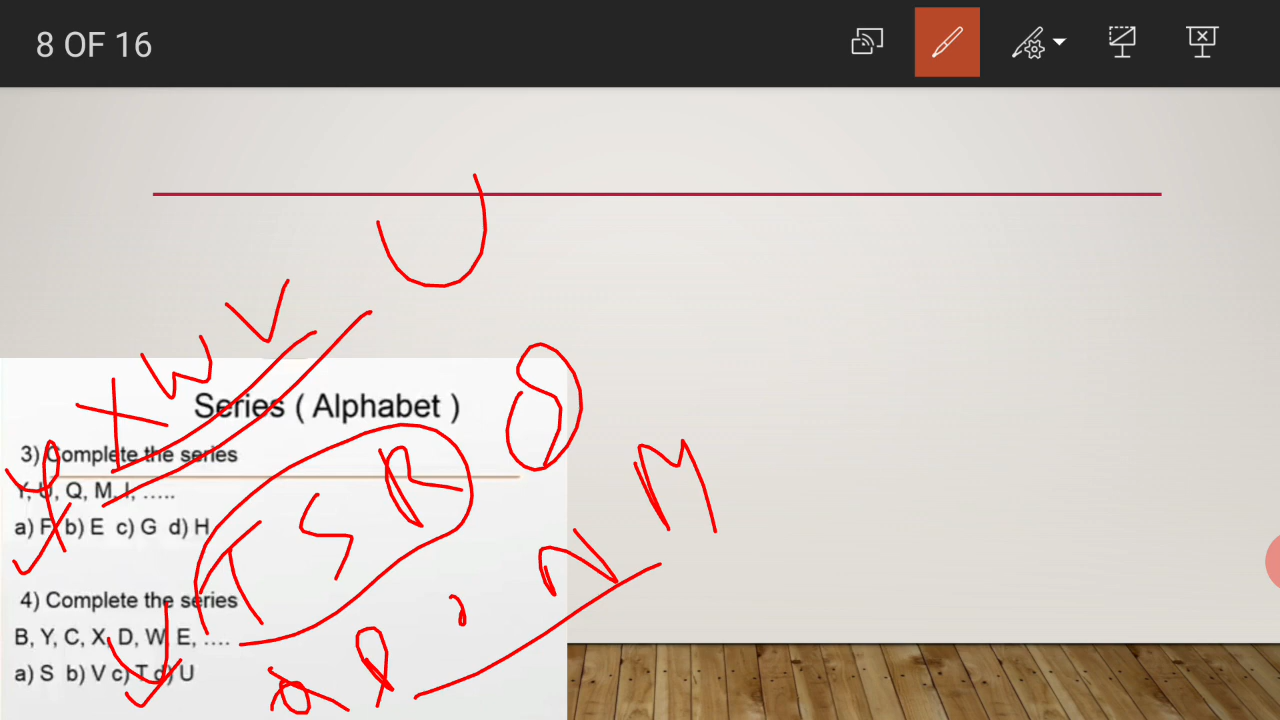 8 OF 16
U
X W V
Series ( Alphabet )
3) Complete the series
Y, U, Q, M, I, .....
a) F b) E c) G d) H
T S R
N M
4) Complete the series
B, Y, C, X, D, W, E, ....
a) S b) V c) T d) U
Q P